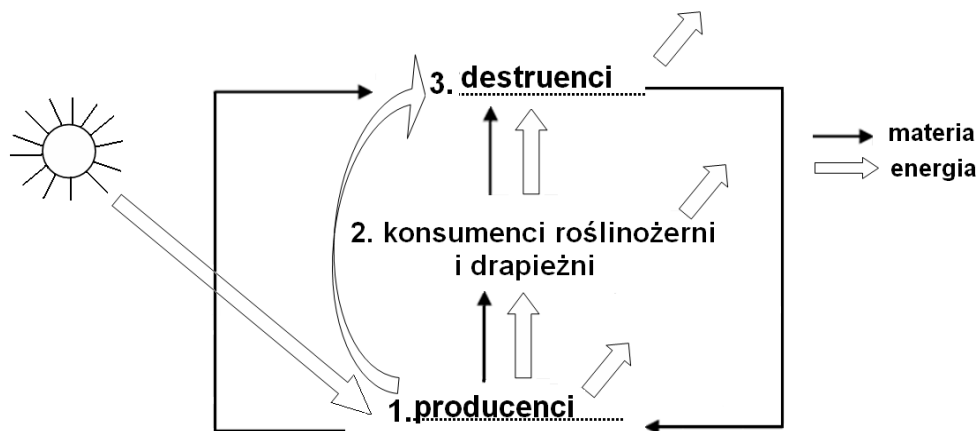 3. destruenci
materia
energia
2. konsumenci roślinożerni
i drapieżni
1. producenci